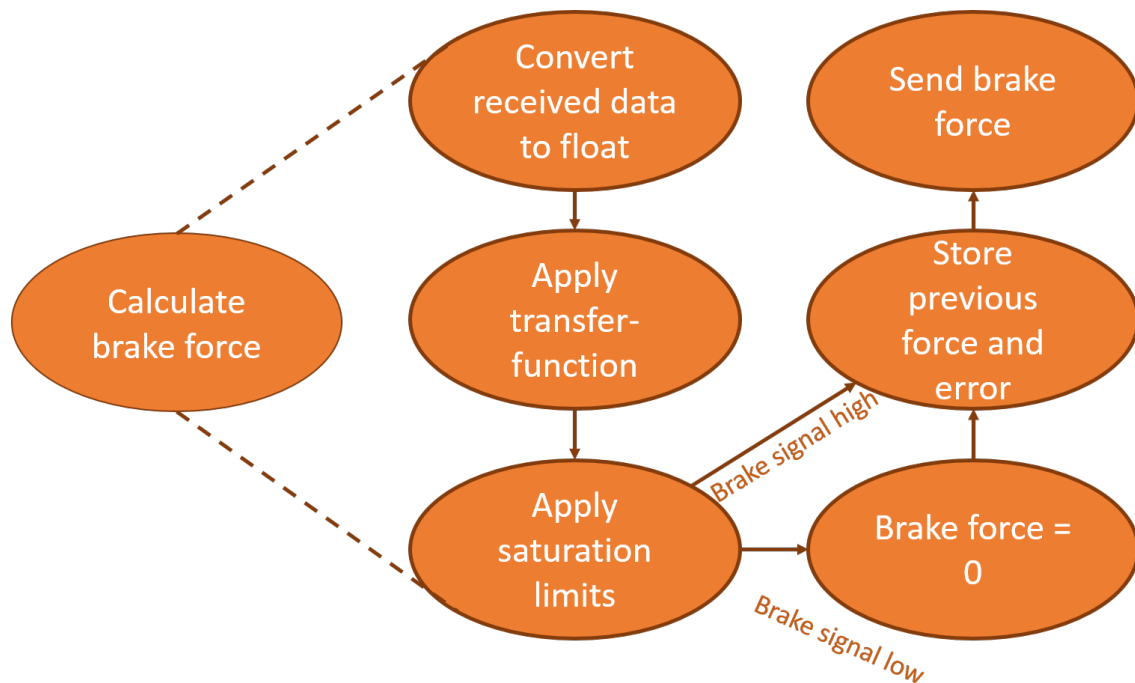 Convert
received data
to float
Send brake
force
Calculate
brake force
Apply
transfer-
function
Store
previous
force and
error
Brake signal high
Apply
saturation
limits
Brake force =
0
Brake signal low